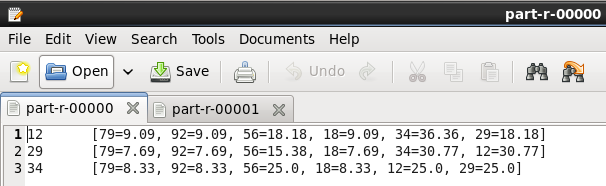 part-r-00000
File Edit View Search Tools Documents Help
Open Save Undo
part-r-00000 part-r-00001
1 12 [79=9.09, 92=9.09, 56=18.18, 18=9.09, 34=36.36, 29=18.18]
2 29 [79=7.69, 92=7.69, 56=15.38, 18=7.69, 34=30.77, 12=30.77]
3 34 [79=8.33, 92=8.33, 56=25.0, 18=8.33, 12=25.0, 29=25.0]